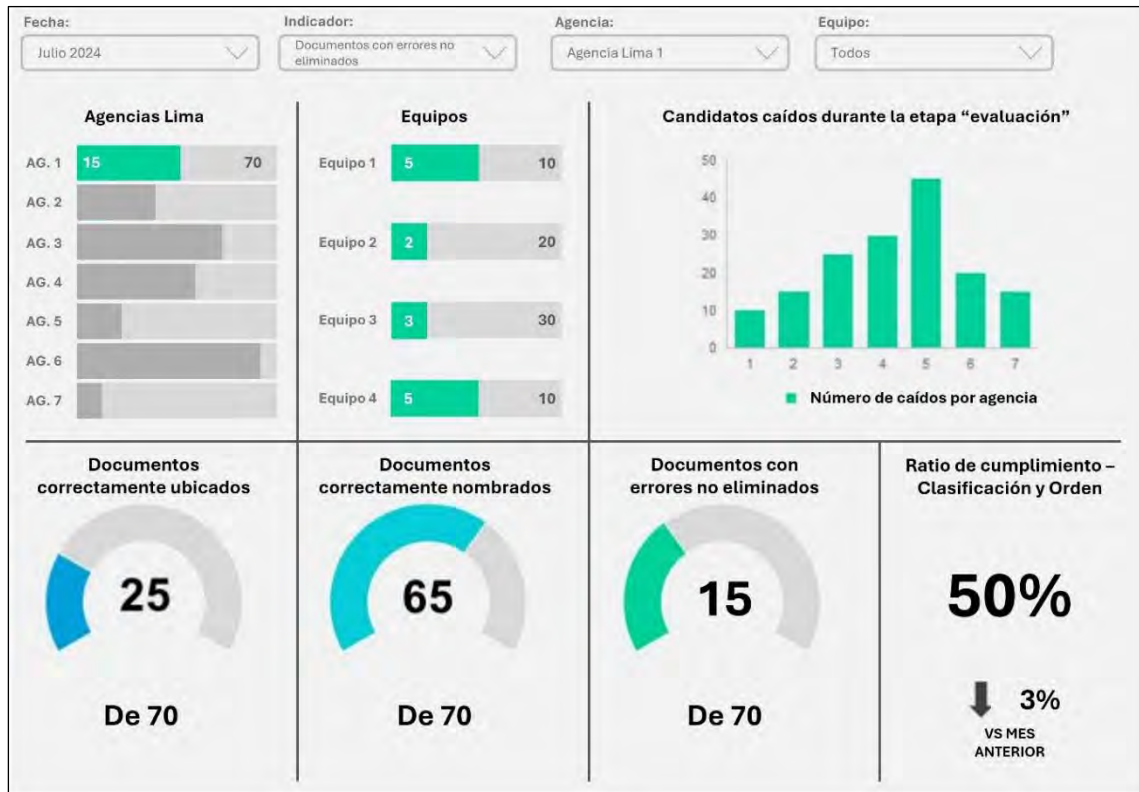 Fecha:
Indicador:
Agencia:
Equipo:
Julio 2024
Documentos con errores no
eliminados
Agencia Lima 1
Todos
Agencias Lima
AG. 1
15
70
AG. 2
AG. 3
AG. 4
AG. 5
AG. 6
AG. 7
Equipos
Equipo 1
5
10
Equipo 2
2
20
Equipo 3
3
30
Equipo 4
5
10
Candidatos caídos durante la etapa “evaluación”
50
40
30
20
10
0
1 2 3 4 5 6 7
Número de caídos por agencia
Documentos
correctamente ubicados
25
De 70
Documentos
correctamente nombrados
65
De 70
Documentos con
errores no eliminados
15
De 70
Ratio de cumplimiento –
Clasificación y Orden
50%
3%
VS MES
ANTERIOR